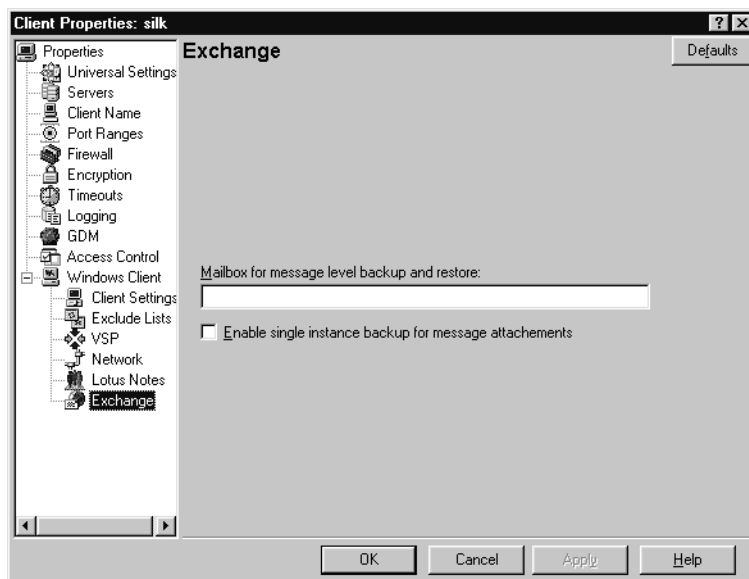 Client Properties: silk
Properties
Universal Settings
Servers
Client Name
Port Ranges
Firewall
Encryption
Timeouts
Logging
GDM
Access Control
Windows Client
Client Settings
Exclude Lists
VSP
Network
Lotus Notes
Exchange
Exchange
Defaults
Mailbox for message level backup and restore:
Enable single instance backup for message attachements
OK
Cancel
Apply
Help